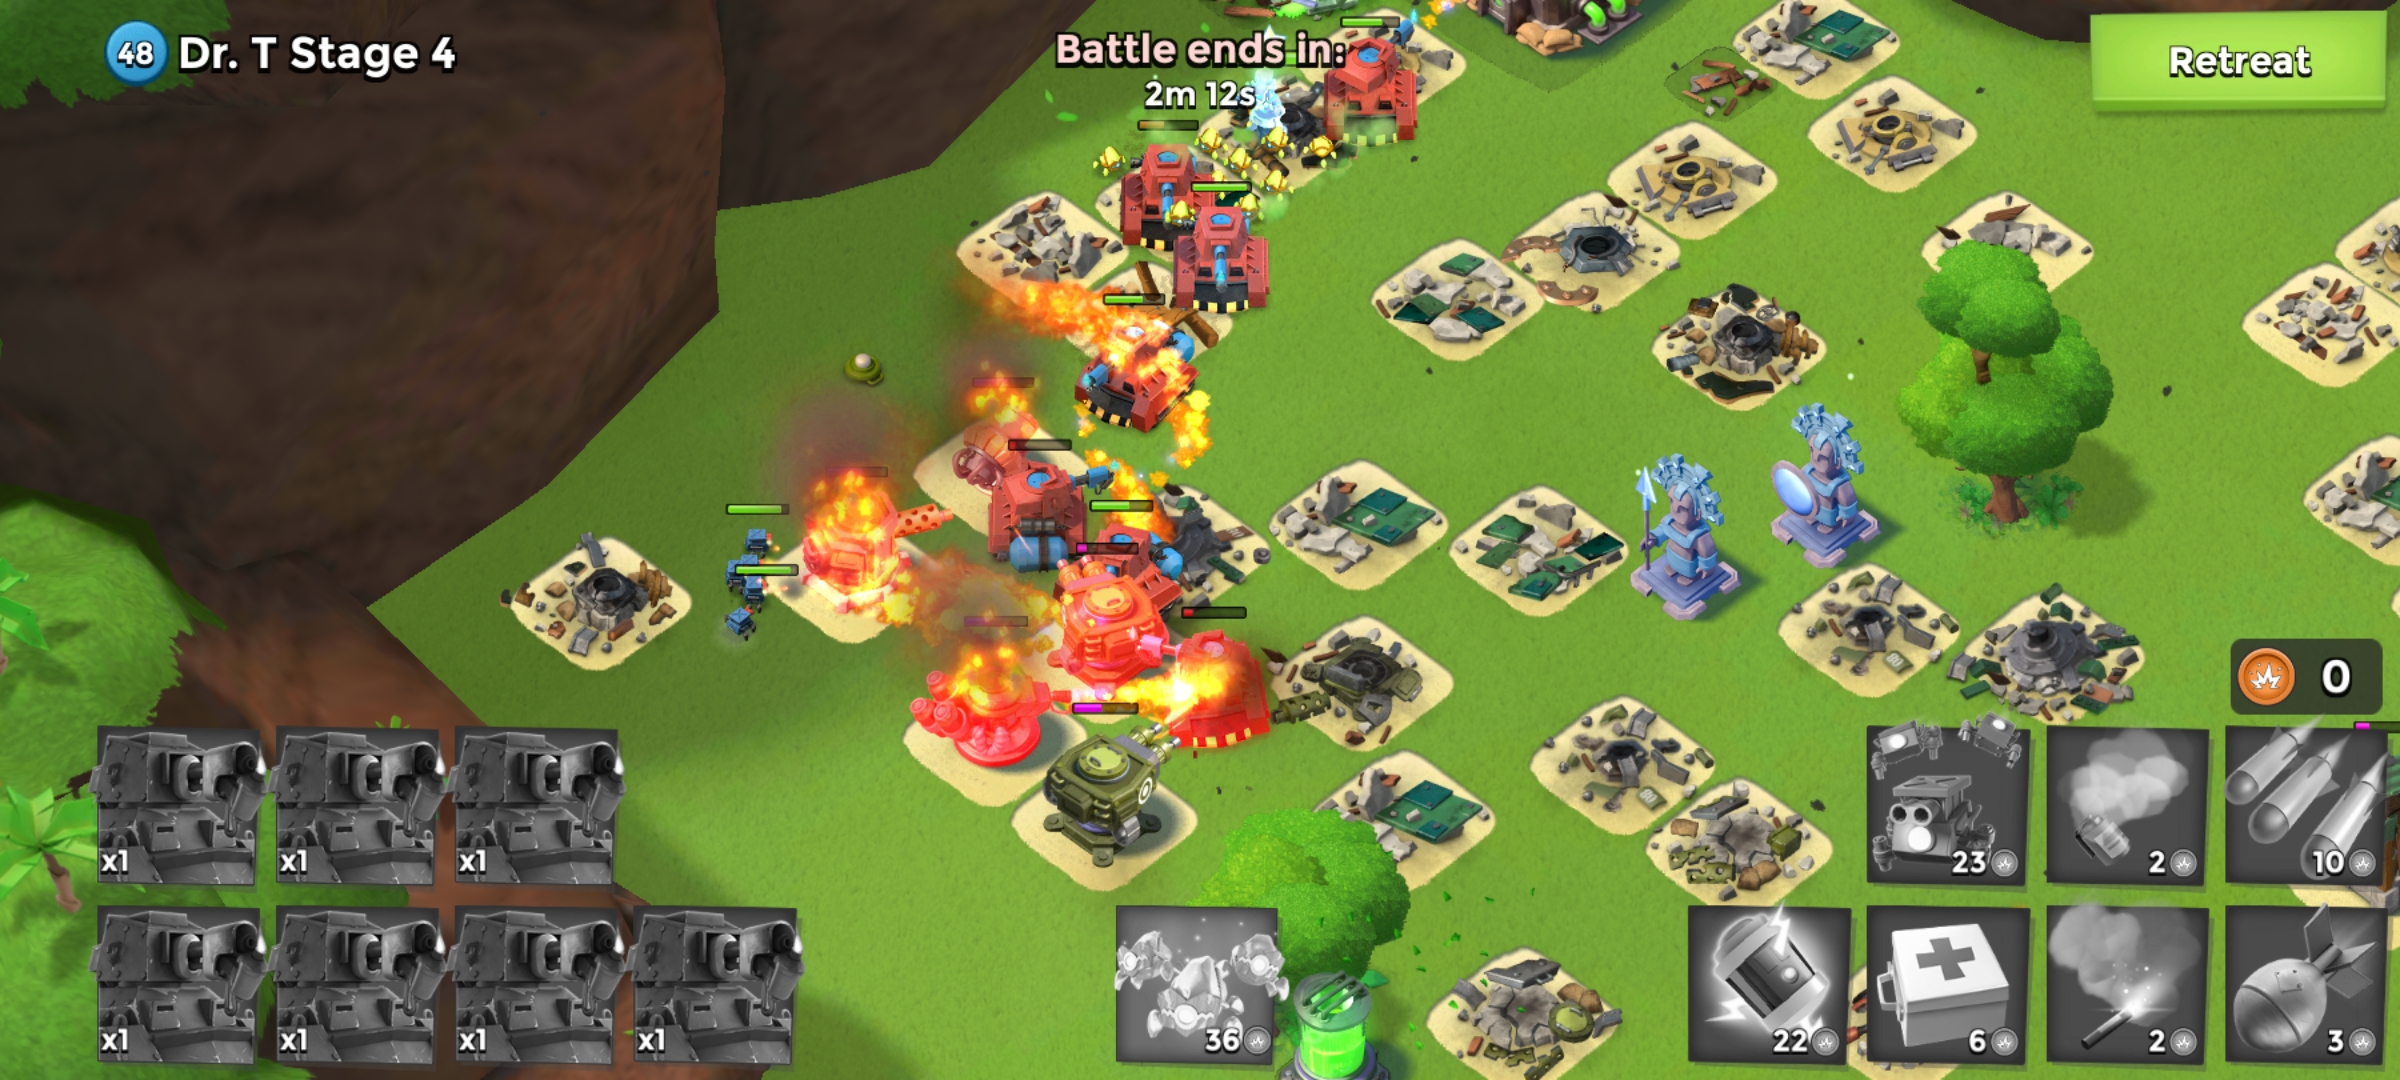 48 Dr. T Stage 4
Battle ends in:
2m 12s
Retreat
0
x1 x1 x1
23 2 10
x1 x1 x1 x1
36 22 6 2 3